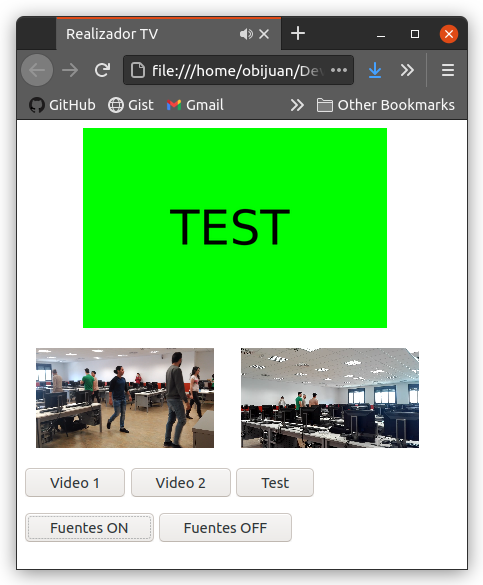 Realizador TV
file:///home/obijuan/De
GitHub Gist Gmail Other Bookmarks
TEST
Video 1 Video 2 Test
Fuentes ON Fuentes OFF